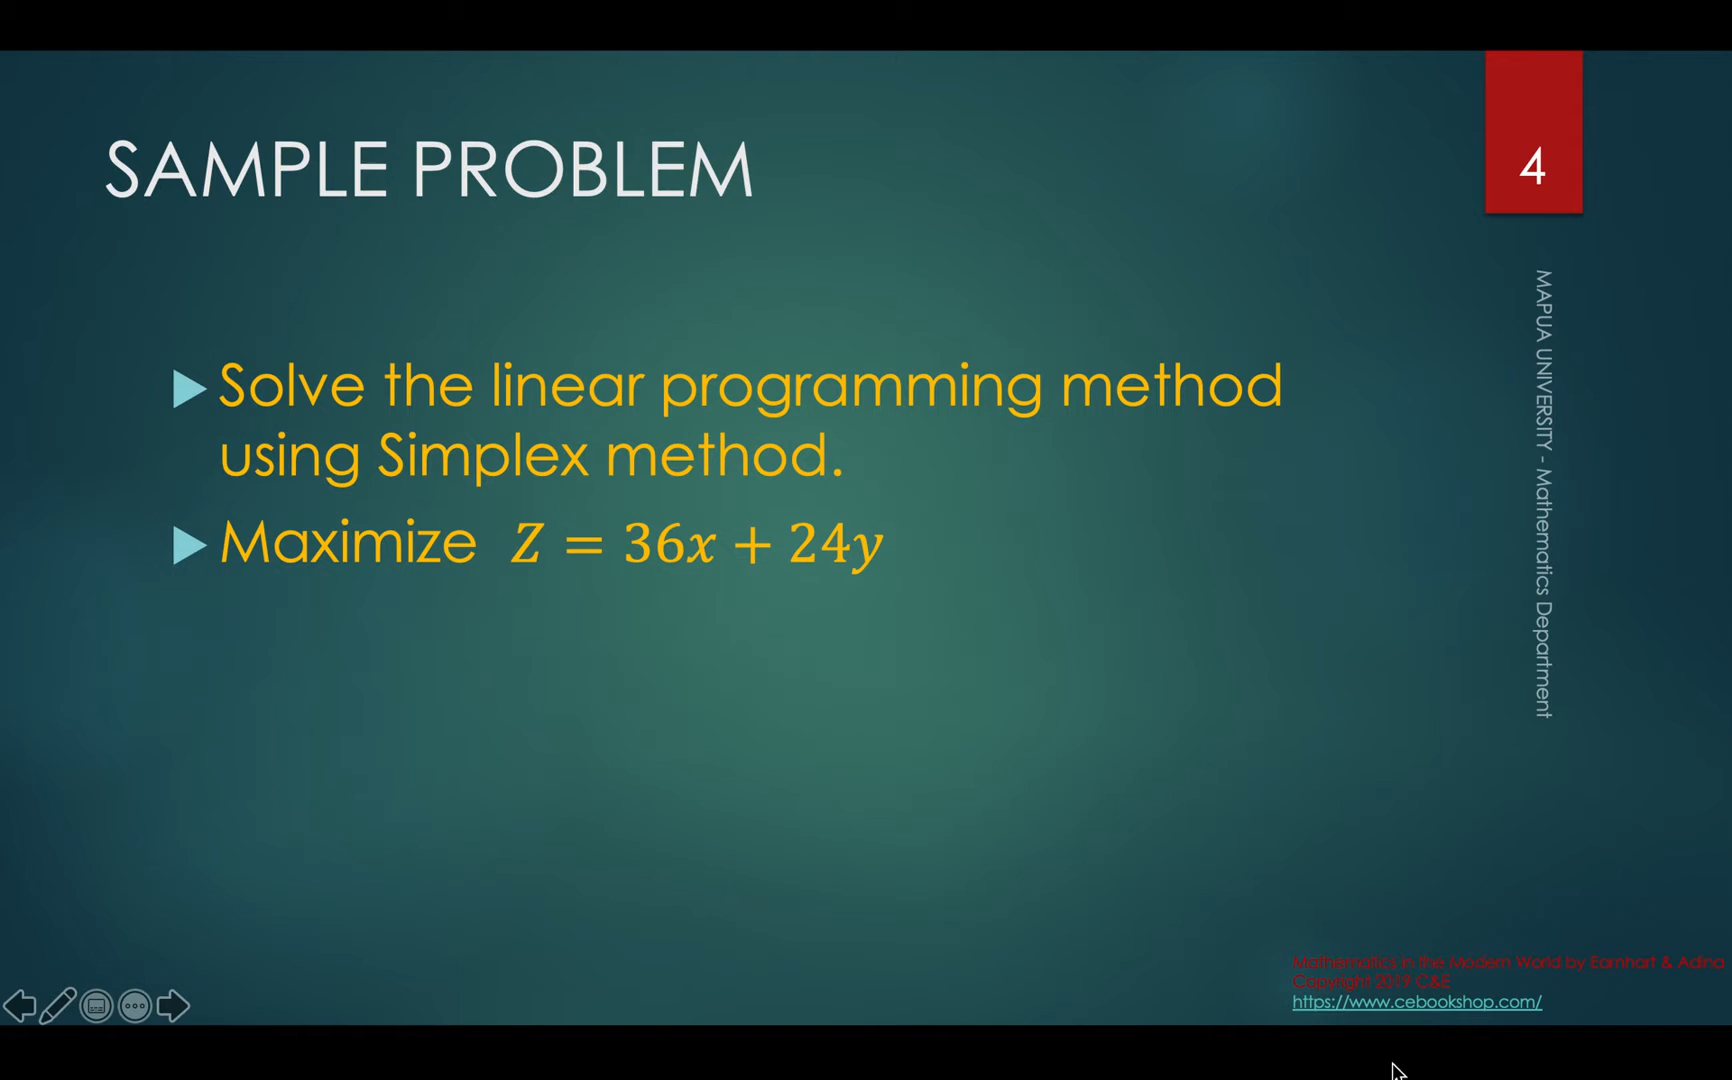 SAMPLE PROBLEM
4
Solve the linear programming method
using Simplex method.
Maximize Z = 36x + 24y
MAPUA UNIVERSITY - Mathematics Department
Mathematics in the Modern World by Earnhart & Adina
Copyright 2019 C&E
https://www.cebookshop.com/